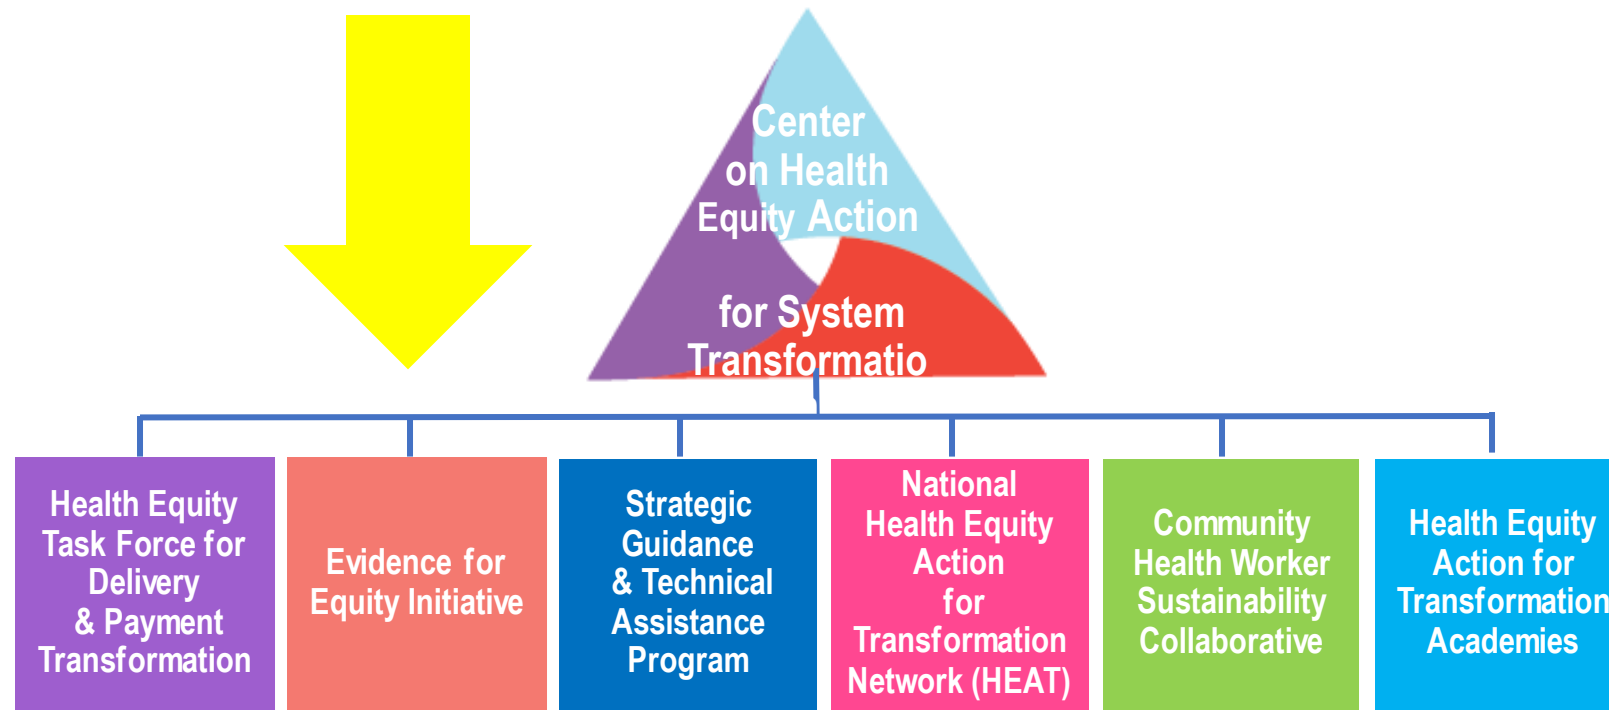 Center
on Health
Equity Action
for System
Transformatio
Health Equity
Task Force for
Delivery
& Payment
Transformation
Evidence for
Equity Initiative
Strategic
Guidance
& Technical
Assistance
Program
National
Health Equity
Action
for
Transformation
Network (HEAT)
Community
Health Worker
Sustainability
Collaborative
Health Equity
Action for
Transformation
Academies